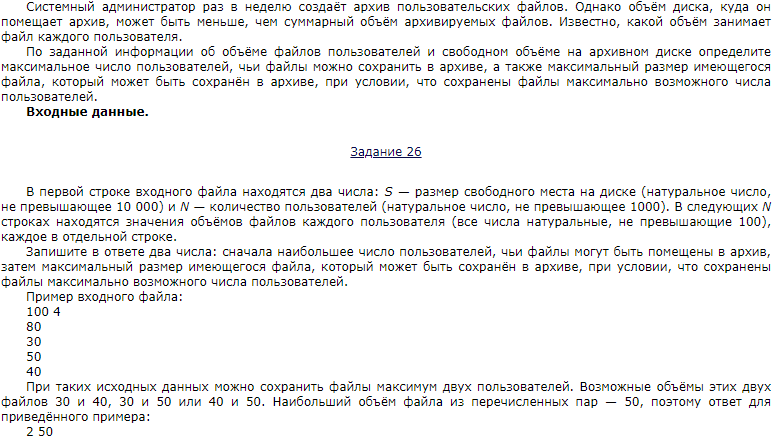 Системный администратор раз в неделю создаёт архив пользовательских файлов. Однако объём диска, куда он
помещает архив, может быть меньше, чем суммарный объём архивируемых файлов. Известно, какой объём занимает
файл каждого пользователя.
По заданной информации об объёме файлов пользователей и свободном объёме на архивном диске определите
максимальное число пользователей, чьи файлы можно сохранить в архиве, а также максимальный размер имеющегося
файла, который может быть сохранён в архиве, при условии, что сохранены файлы максимально возможного числа
пользователей.
Входные данные.
Задание 26
В первой строке входного файла находятся два числа: S — размер свободного места на диске (натуральное число,
не превышающее 10 000) и N — количество пользователей (натуральное число, не превышающее 1000). В следующих N
строках находятся значения объёмов файлов каждого пользователя (все числа натуральные, не превышающие 100),
каждое в отдельной строке.
Запишите в ответе два числа: сначала наибольшее число пользователей, чьи файлы могут быть помещены в архив,
затем максимальный размер имеющегося файла, который может быть сохранён в архиве, при условии, что сохранены
файлы максимально возможного числа пользователей.
Пример входного файла:
100 4
80
30
50
40
При таких исходных данных можно сохранить файлы максимум двух пользователей. Возможные объёмы этих двух
файлов 30 и 40, 30 и 50 или 40 и 50. Наибольший объём файла из перечисленных пар — 50, поэтому ответ для
приведённого примера:
2 50